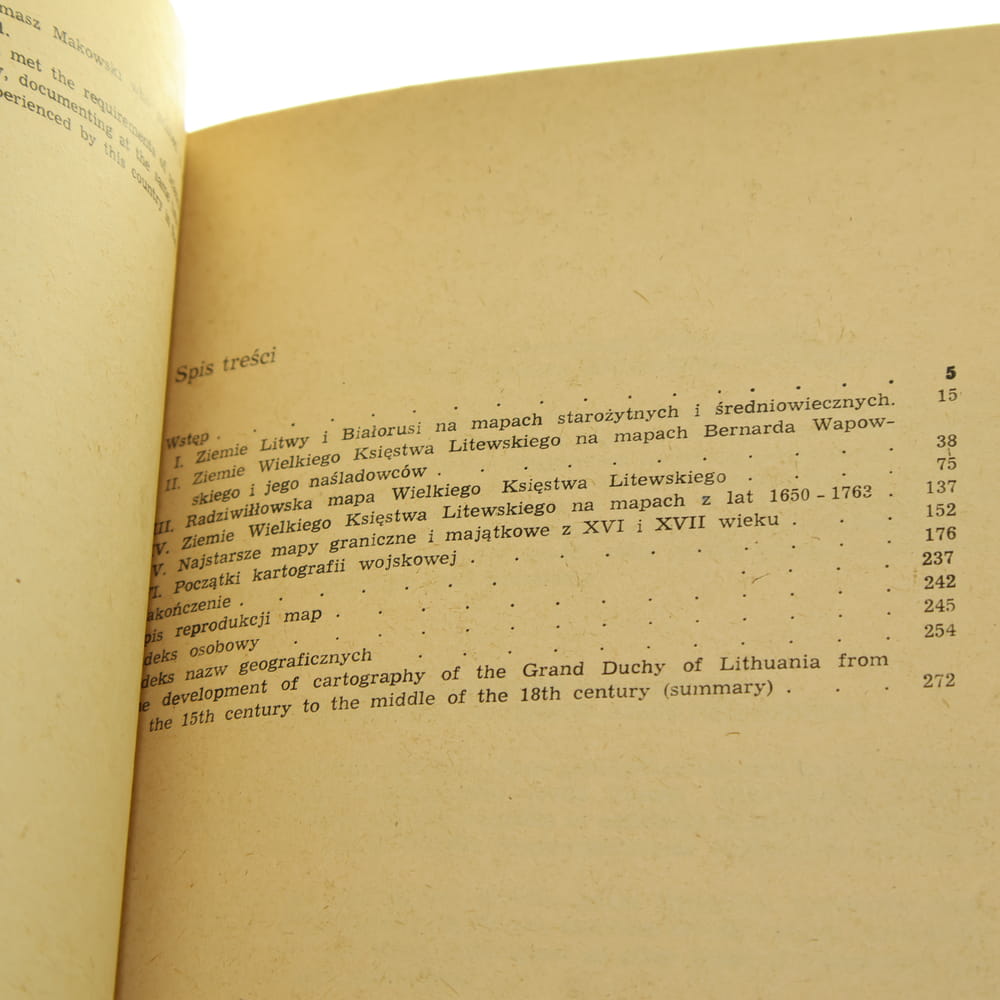 masz Makowski
met the requirements of
, documenting at the same
perienced by this country in
Spis treści
Wstęp . . . . . . . . . . . . . . . 5
I. Ziemie Litwy i Białorusi na mapach starożytnych i średniowiecznych. 15
II. Ziemie Wielkiego Księstwa Litewskiego na mapach Bernarda Wapow-
skiego i jego naśladowców . . . . . . . . . . 38
III. Radziwiłłowska mapa Wielkiego Księstwa Litewskiego . . . . 75
V. Ziemie Wielkiego Księstwa Litewskiego na mapach z lat 1650-1763 . 137
V. Najstarsze mapy graniczne i majątkowe z XVI i XVII wieku . . . 152
VI. Początki kartografii wojskowej . . . . . . . . . 176
akończenie . . . . . . . . . . . . . 237
pis reprodukcji map . . . . . . . . . . . . 242
deks osobowy . . . . . . . . . . . . . 245
deks nazw geograficznych . . . . . . . . . . . 254
e development of cartography of the Grand Duchy of Lithuania from
the 15th century to the middle of the 18th century (summary) . . . 272